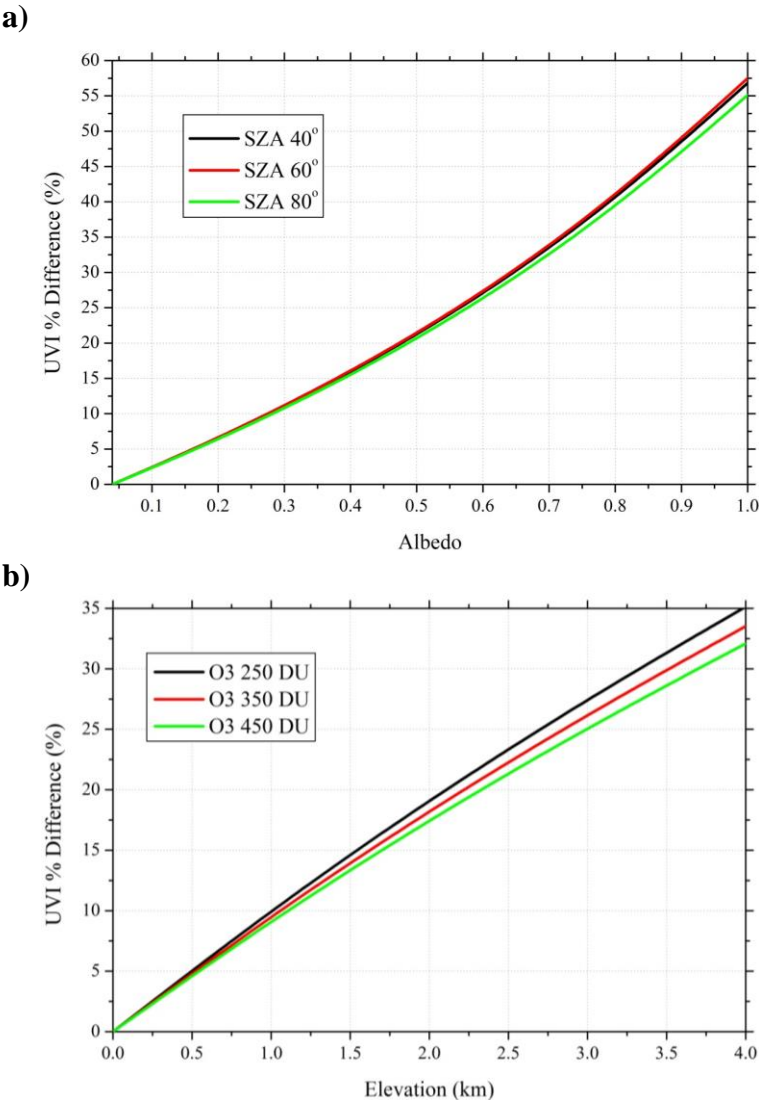 a)
60
55
50
45
40
35
30
25
20
15
10
5
0
UVI % Difference (%)
SZA 40°
SZA 60°
SZA 80°
0.1 0.2 0.3 0.4 0.5 0.6 0.7 0.8 0.9 1.0
Albedo
b)
35
30
25
20
15
10
5
0
UVI % Difference (%)
O3 250 DU
O3 350 DU
O3 450 DU
0.0 0.5 1.0 1.5 2.0 2.5 3.0 3.5 4.0
Elevation (km)